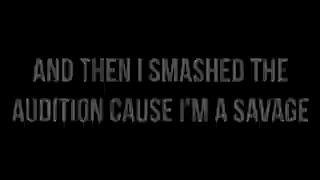 AND THEN I SMASHED THE
AUDITION CAUSE I'M A SAVAGE